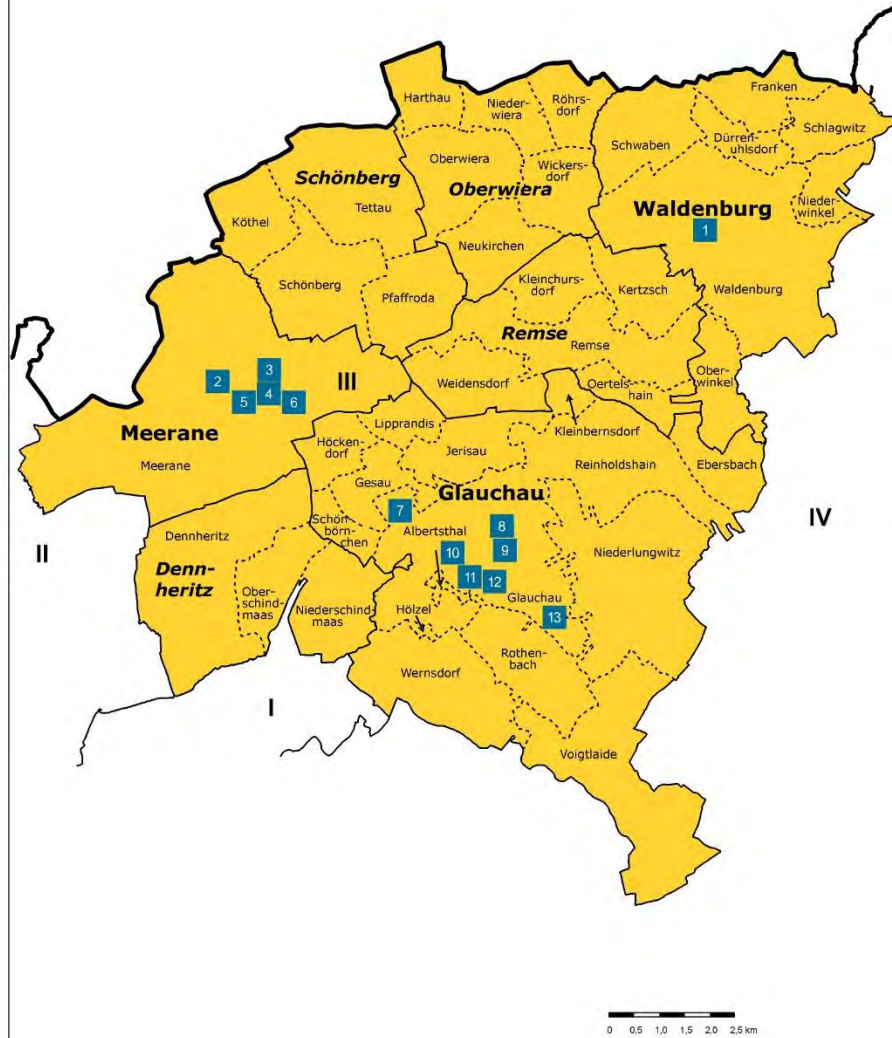 Harthau
Nieder-
wiera
Röhrs-
dorf
Franken
Schwaben
Dürren-
uhlsdorf
Schlagwitz
Oberwiera
Wickers-
dorf
Schönberg
Oberwiera
Tettau
Köthel
Waldenburg
Nieder-
winkel
1
Neukirchen
Kleinchurs-
dorf
Kertzsch
Waldenburg
Schönberg
Pfaffroda
Remse
Remse
Weidensdorf
Oertels-
hain
Ober-
winkel
2
3
4
5
6
III
Meerane
Meerane
Lipprandis
Kleinbernsdorf
Höcken-
dorf
Jerisau
Reinholdshain
Ebersbach
Gesau
Glauchau
7
8
Schön-
börn-
chen
Albertsthal
9
10
11
12
Niederlungwitz
IV
II
Dennheritz
Denn-
heritz
Ober-
schind-
maas
Niederschind-
maas
Hölzel
Glauchau
13
Rothen-
bach
Wernsdorf
I
Voigtlaide
0 0,5 1,0 1,5 2,0 2,5 km